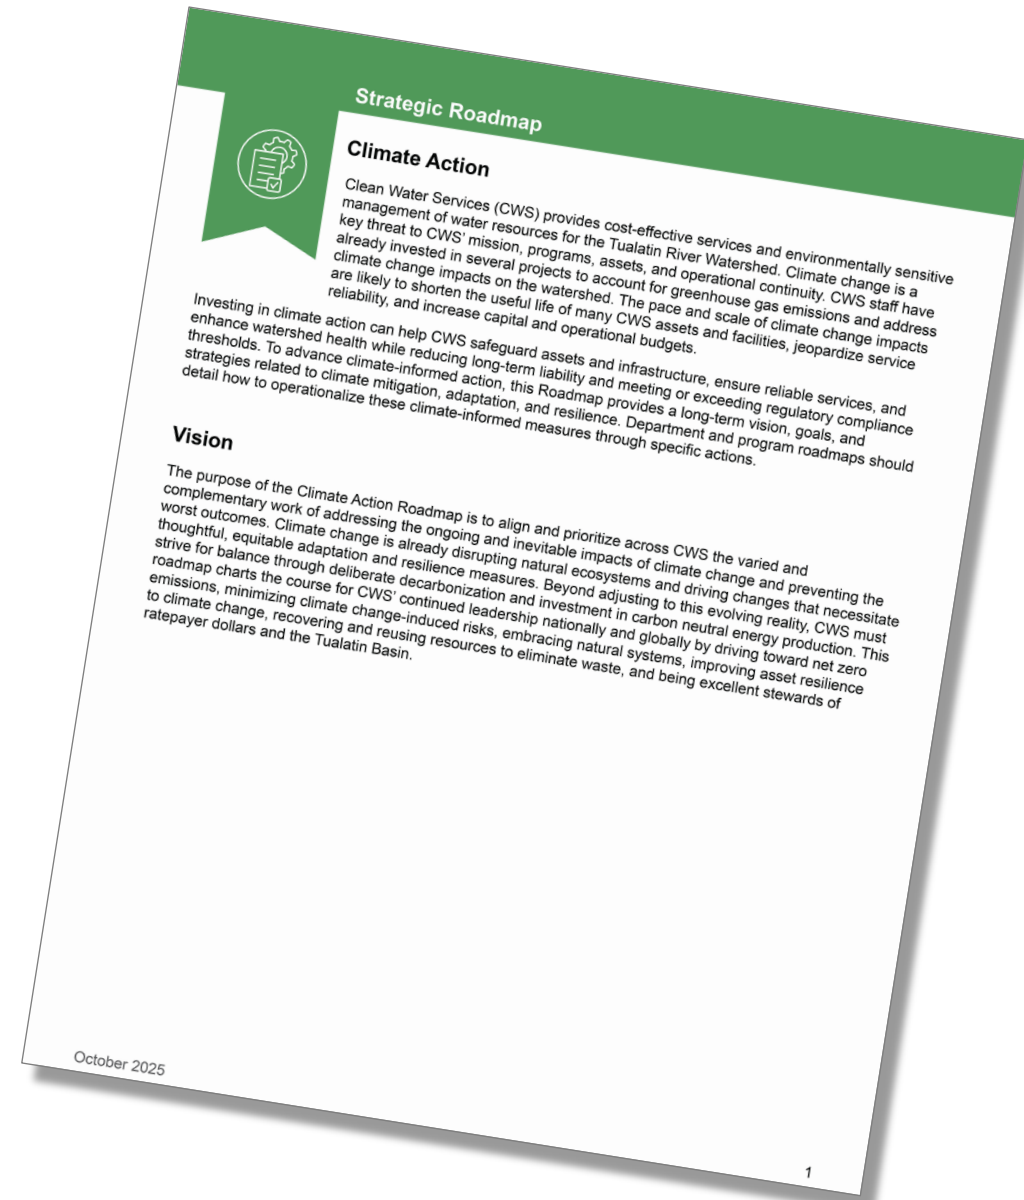 Strategic Roadmap
Climate Action
Clean Water Services (CWS) provides cost-effective services and environmentally sensitive
management of water resources for the Tualatin River Watershed. Climate change is a
key threat to CWS' mission, programs, assets, and operational continuity. CWS staff have
already invested in several projects to account for greenhouse gas emissions and address
climate change impacts on the watershed. The pace and scale of climate change impacts
are likely to shorten the useful life of many CWS assets and facilities, jeopardize service
reliability, and increase capital and operational budgets.
Investing in climate action can help CWS safeguard assets and infrastructure, ensure reliable services, and
enhance watershed health while reducing long-term liability and meeting or exceeding regulatory compliance
thresholds. To advance climate-informed action, this Roadmap provides a long-term vision, goals, and
strategies related to climate mitigation, adaptation, and resilience. Department and program roadmaps should
detail how to operationalize these climate-informed measures through specific actions.
Vision
The purpose of the Climate Action Roadmap is to align and prioritize across CWS the varied and
complementary work of addressing the ongoing and inevitable impacts of climate change and preventing the
worst outcomes. Climate change is already disrupting natural ecosystems and driving changes that necessitate
thoughtful, equitable adaptation and resilience measures. Beyond adjusting to this evolving reality, CWS must
strive for balance through deliberate decarbonization and investment in carbon neutral energy production. This
roadmap charts the course for CWS' continued leadership nationally and globally by driving toward net zero
emissions, minimizing climate change-induced risks, embracing natural systems, improving asset resilience
to climate change, recovering and reusing resources to eliminate waste, and being excellent stewards of
ratepayer dollars and the Tualatin Basin.
October 2025
1